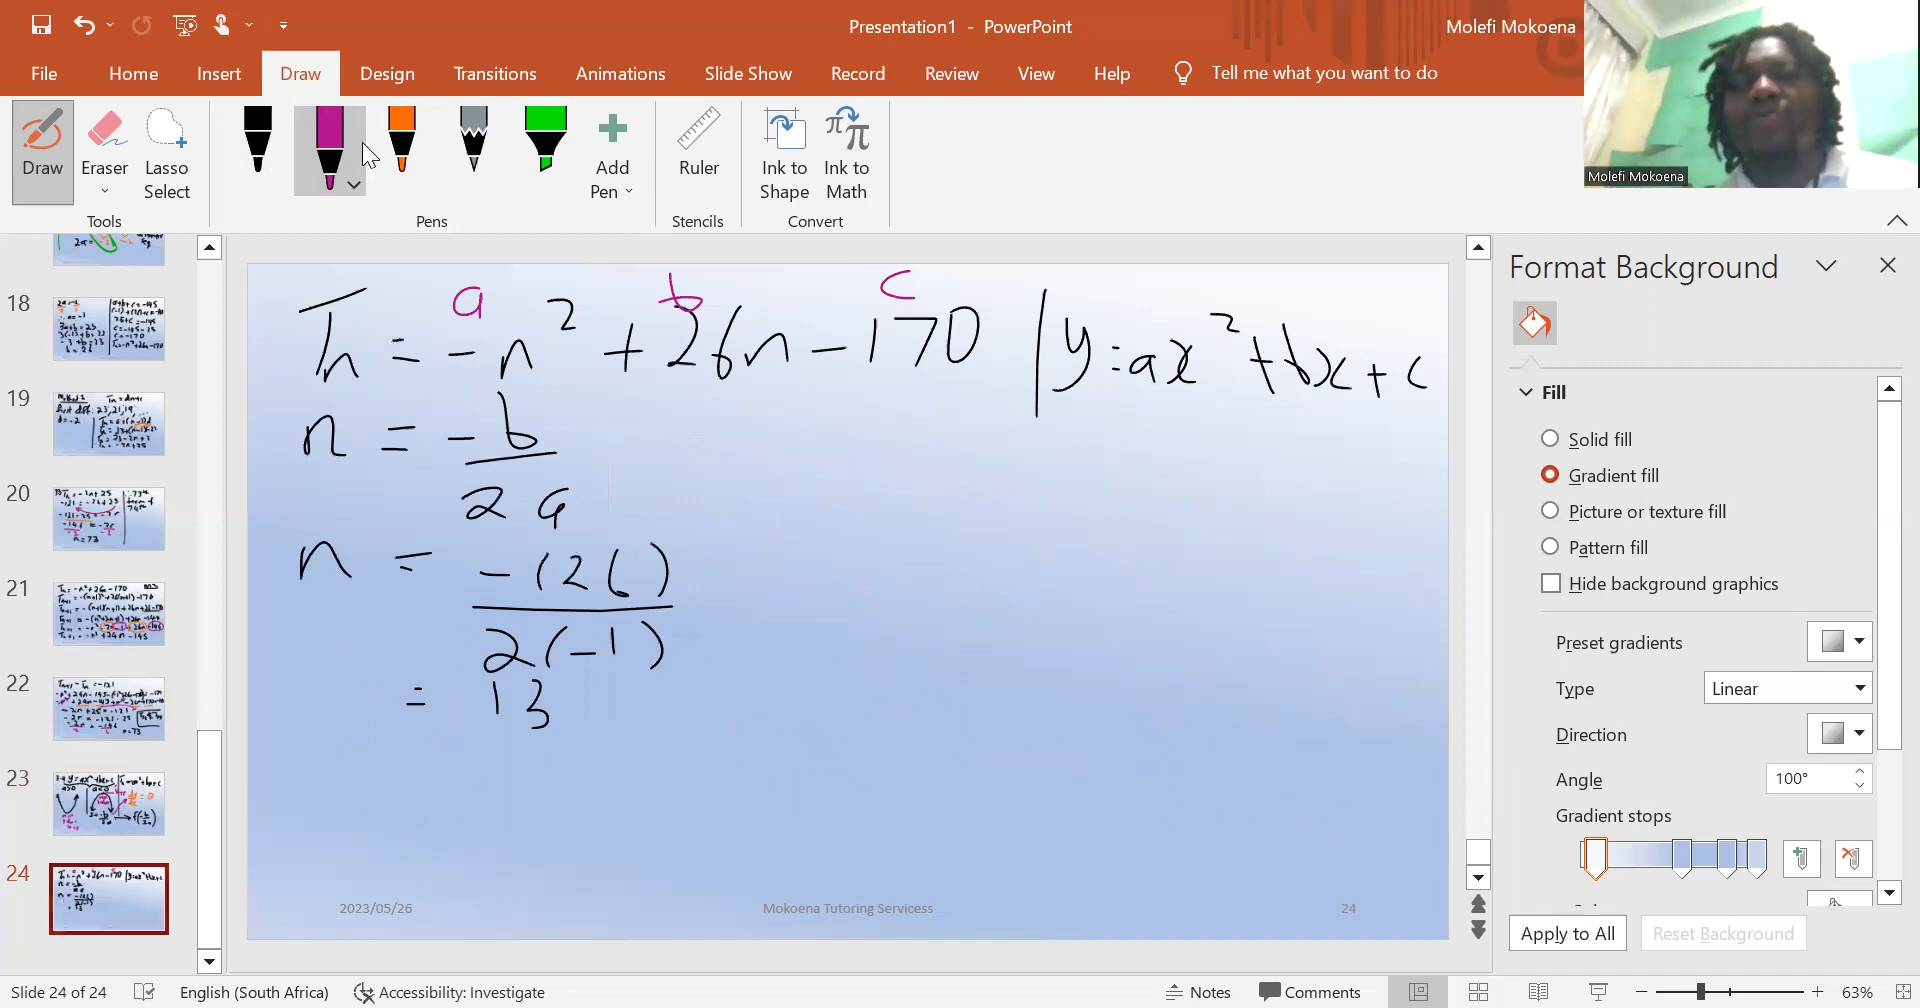 Presentation1 - PowerPoint
Molefi Mokoena
File Home Insert Draw Design Transitions Animations Slide Show Record Review View Help Tell me what you want to do
Draw
Eraser
Lasso Select
Add Pen
Ruler
Ink to Shape
Ink to Math
Tools
Pens
Stencils
Convert
Molefi Mokoena
18
19
20
21
22
23
24
a b c
Tn = -n² + 26n - 170 | y = ax² + bx + c
n = -b
2a
n = -(26)
2(-1)
= 13
2023/05/26
Mokoena Tutoring Servicess
24
Format Background
Fill
Solid fill
Gradient fill
Picture or texture fill
Pattern fill
Hide background graphics
Preset gradients
Type
Linear
Direction
Angle
100°
Gradient stops
Apply to All
Reset Background
Slide 24 of 24
English (South Africa)
Accessibility: Investigate
Notes
Comments
63%